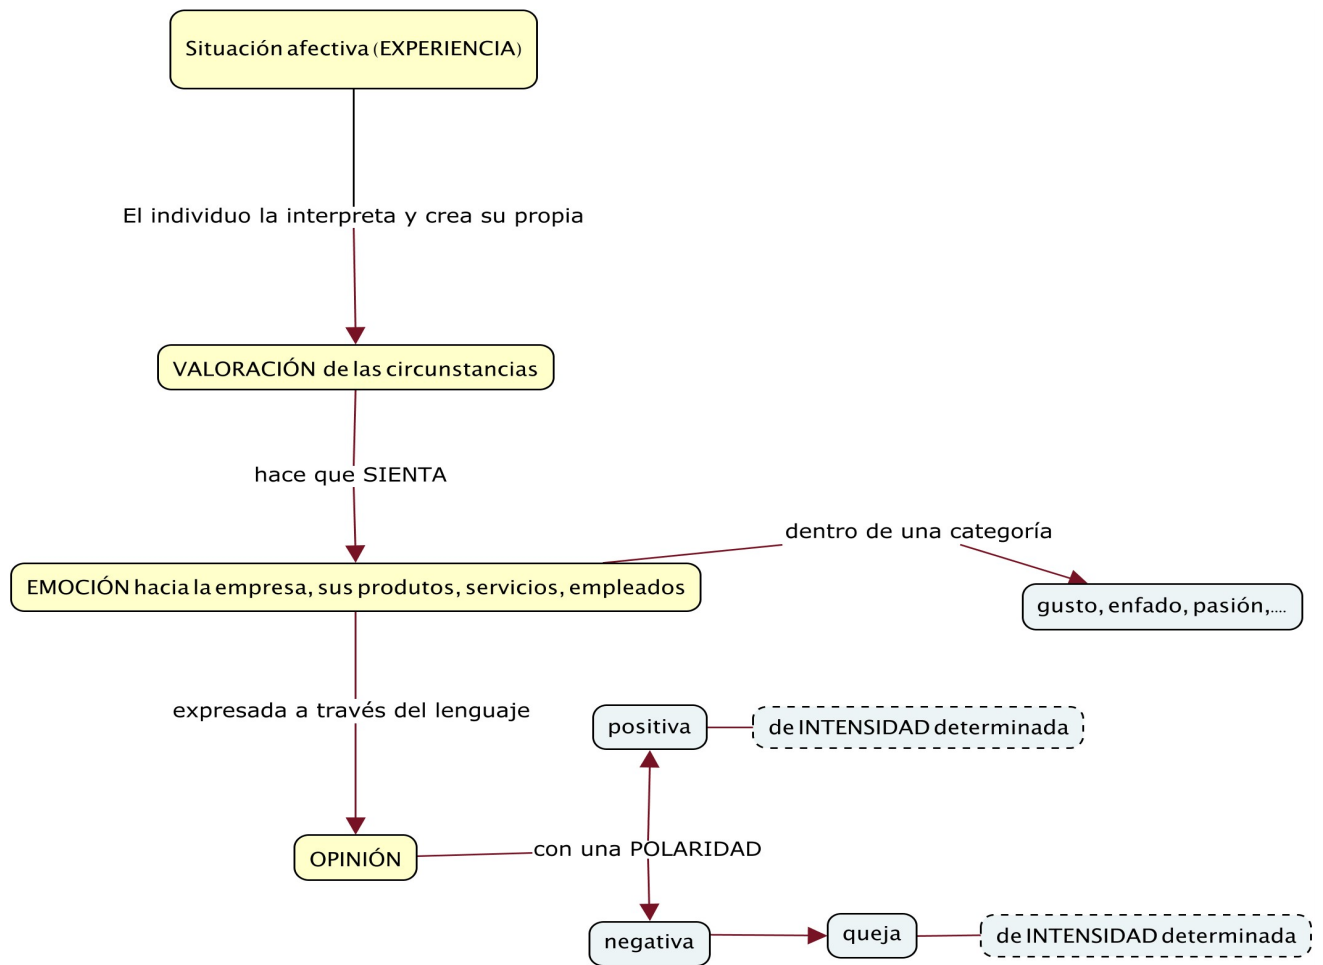 Situación afectiva (EXPERIENCIA)
El individuo la interpreta y crea su propia
VALORACIÓN de las circunstancias
hace que SIENTA
dentro de una categoría
EMOCIÓN hacia la empresa, sus produtos, servicios, empleados
gusto, enfado, pasión,....
expresada a través del lenguaje
positiva
de INTENSIDAD determinada
OPINIÓN
con una POLARIDAD
negativa
queja
de INTENSIDAD determinada